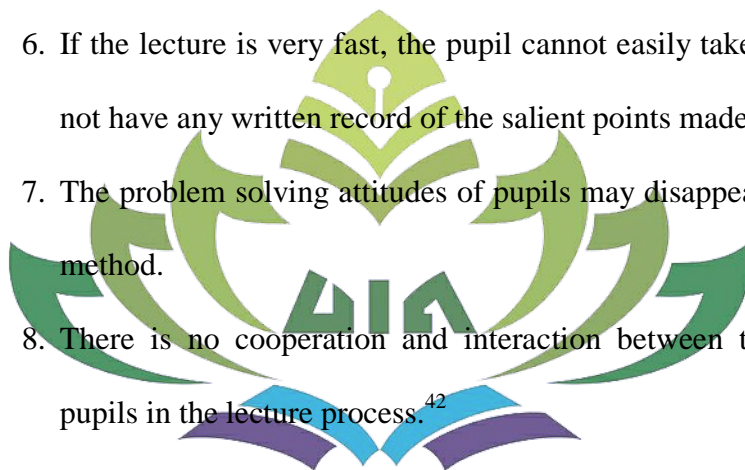 6. If the lecture is very fast, the pupil cannot easily take
not have any written record of the salient points made
7. The problem solving attitudes of pupils may disappea
method.
UIN
8. There is no cooperation and interaction between t
pupils in the lecture process.42